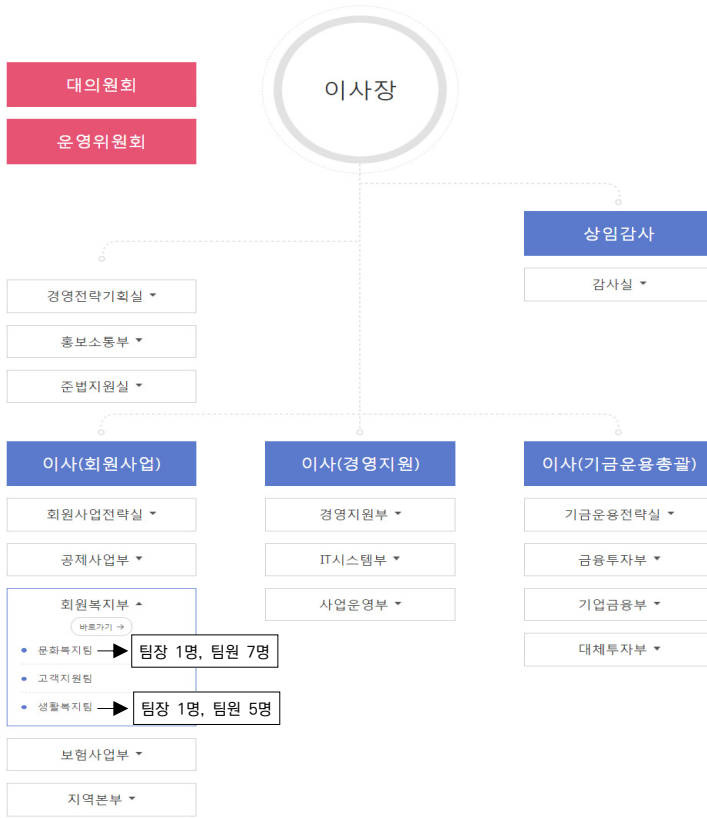 이사장
대의원회
운영위원회
상임감사
감사실
경영전략기획실
홍보소통부
준법지원실
이사(회원사업)
이사(경영지원)
이사(기금운용총괄)
회원사업전략실
경영지원부
기금운용전략실
공제사업부
IT시스템부
금융투자부
회원복지부
사업운영부
기업금융부
바로가기 →
문화복지팀
팀장 1명, 팀원 7명
대체투자부
고객지원팀
생활복지팀
팀장 1명, 팀원 5명
보험사업부
지역본부